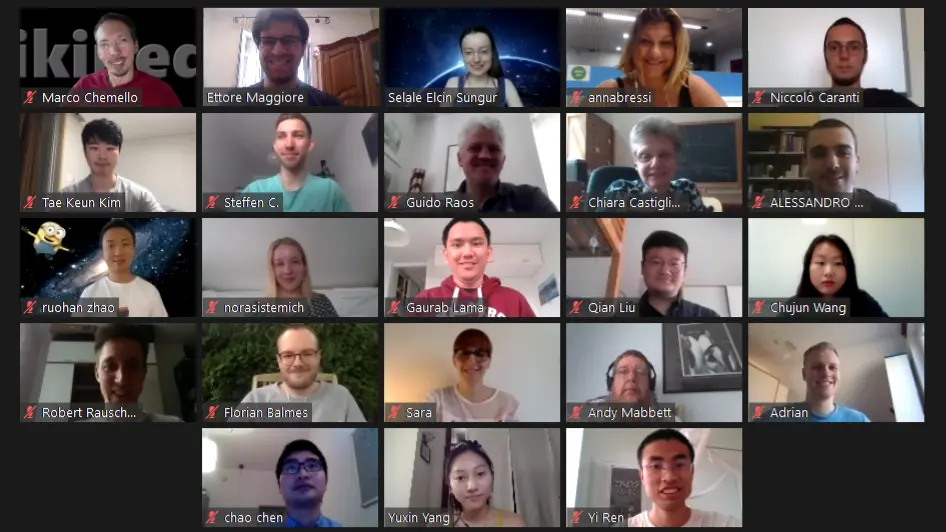 ikiped
Marco Chemello
Ettore Maggiore
Selale Elcin Sungur
annabressi
Niccolò Caranti
Tae Keun Kim
Steffen C.
Guido Raos
Chiara Castigli...
ALESSANDRO ...
ruohan zhao
norasistemich
Gaurab Lama
Qian Liu
Chujun Wang
Robert Rausch...
Florian Balmes
Sara
Andy Mabbett
Adrian
chao chen
Yuxin Yang
Yi Ren